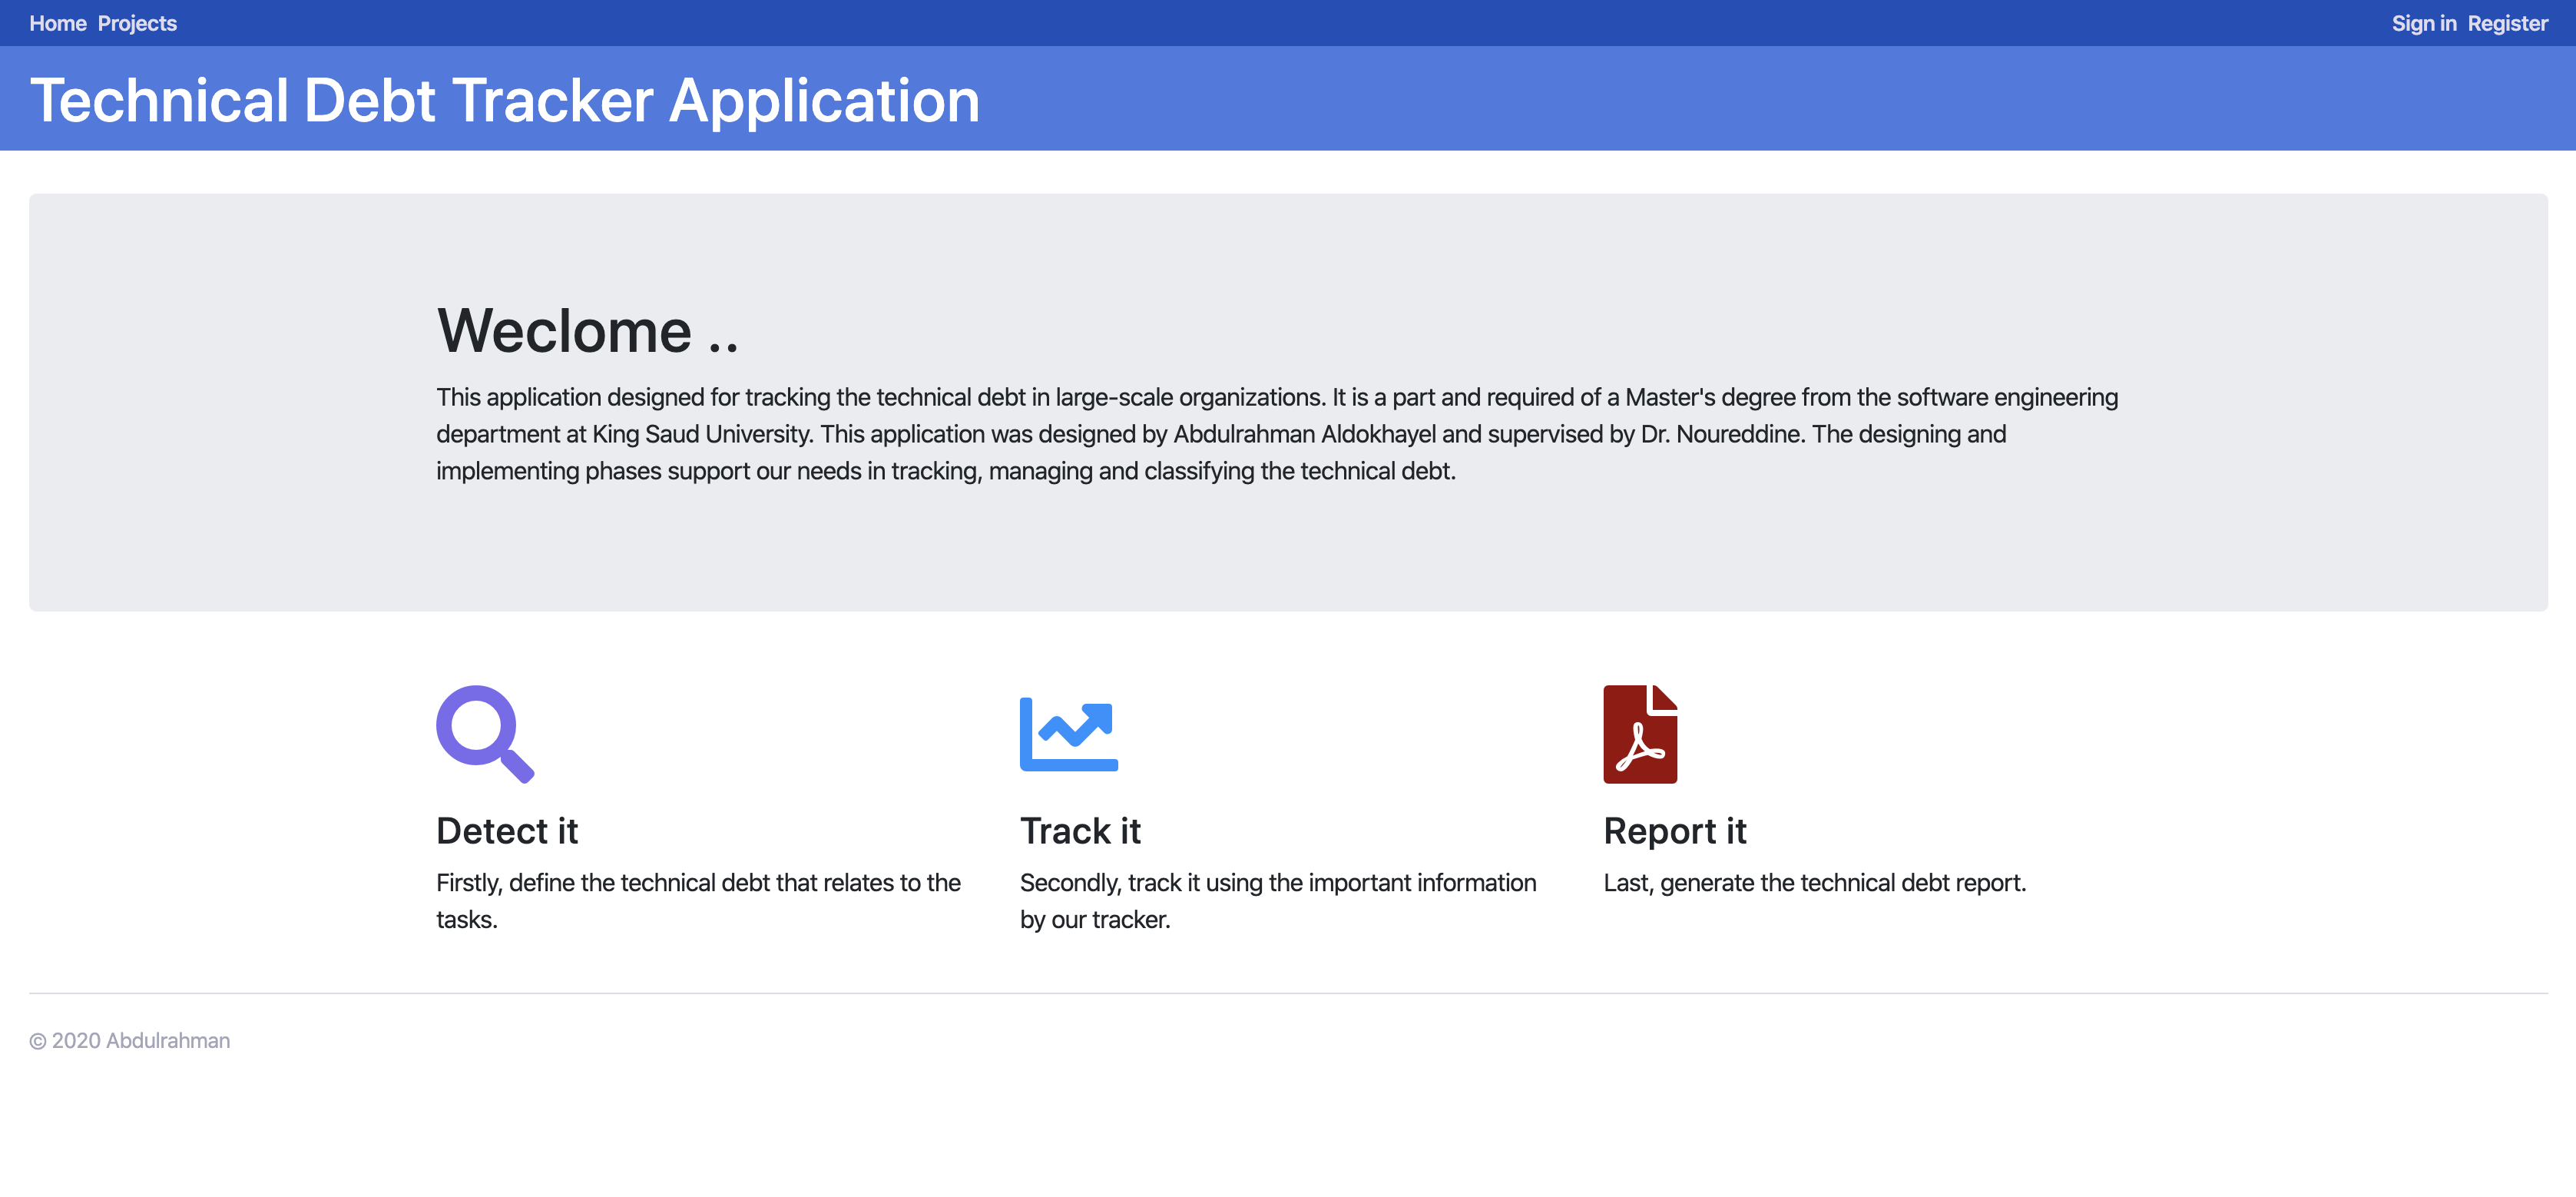 Home Projects
Sign in Register
Technical Debt Tracker Application
Weclome ..
This application designed for tracking the technical debt in large-scale organizations. It is a part and required of a Master's degree from the software engineering
department at King Saud University. This application was designed by Abdulrahman Aldokhayel and supervised by Dr. Noureddine. The designing and
implementing phases support our needs in tracking, managing and classifying the technical debt.
Detect it
Firstly, define the technical debt that relates to the
tasks.
Track it
Secondly, track it using the important information
by our tracker.
Report it
Last, generate the technical debt report.
© 2020 Abdulrahman